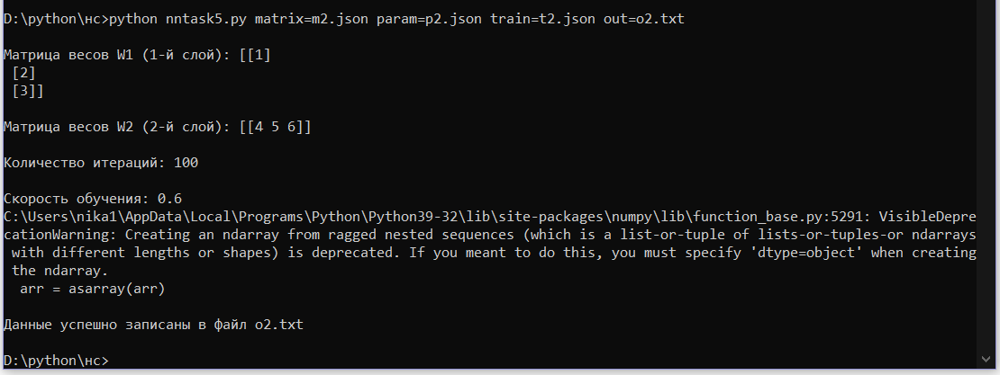 D:\python\нс>python nntask5.py matrix=m2.json param=p2.json train=t2.json out=o2.txt
Матрица весов W1 (1-й слой): [[1]
[2]
[3]]
Матрица весов W2 (2-й слой): [[4 5 6]]
Количество итераций: 100
Скорость обучения: 0.6
C:\Users\nika1\AppData\Local\Programs\Python\Python39-32\lib\site-packages\numpy\lib\function_base.py:5291: VisibleDepre
cationWarning: Creating an ndarray from ragged nested sequences (which is a list-or-tuple of lists-or-tuples-or ndarrays
with different lengths or shapes) is deprecated. If you meant to do this, you must specify 'dtype=object' when creating
the ndarray.
arr = asarray(arr)
Данные успешно записаны в файл o2.txt
D:\python\нс>